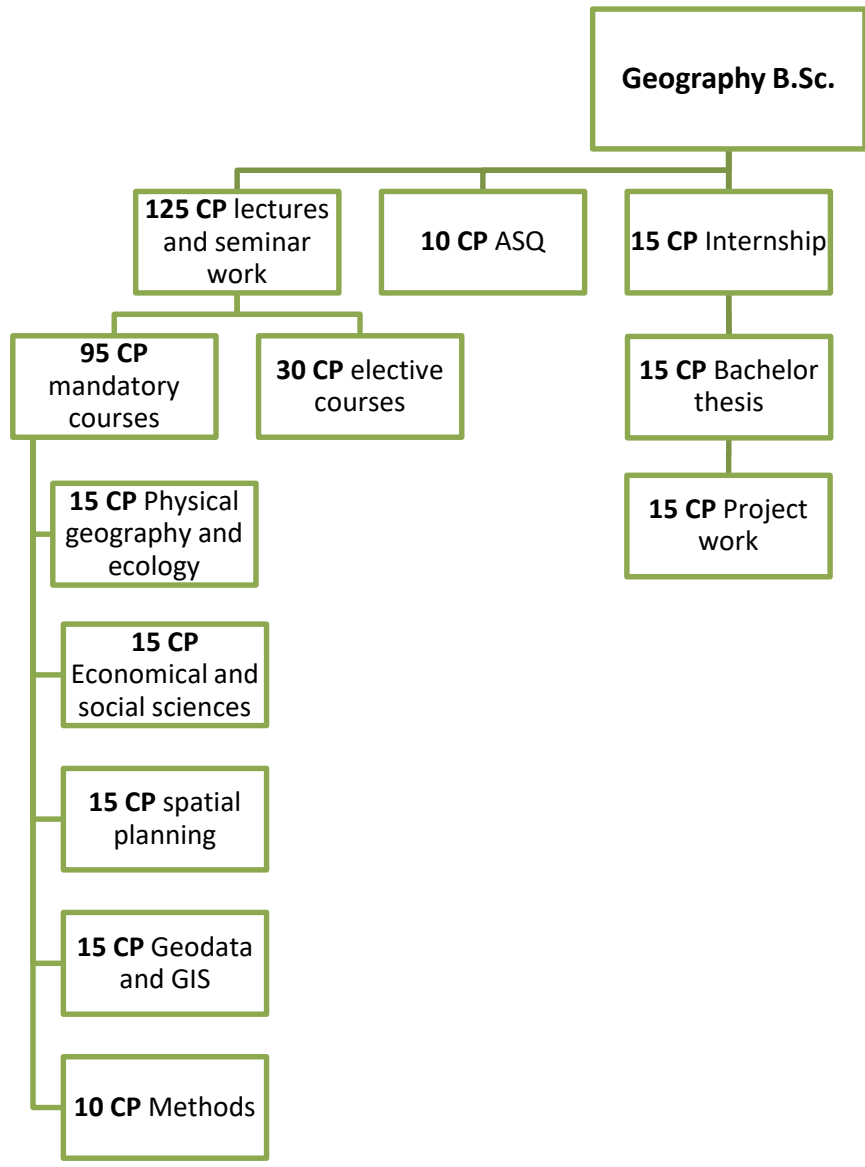 Geography B.Sc.
125 CP lectures
and seminar
work
10 CP ASQ
15 CP Internship
95 CP
mandatory
courses
30 CP elective
courses
15 CP Bachelor
thesis
15 CP Project
work
15 CP Physical
geography and
ecology
15 CP
Economical and
social sciences
15 CP spatial
planning
15 CP Geodata
and GIS
10 CP Methods